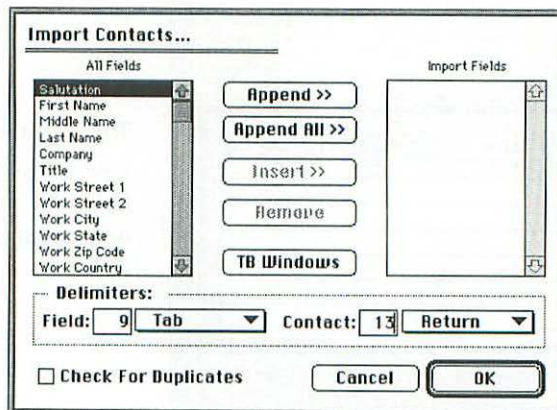 Import Contacts...
All Fields
Import Fields
Salutation
First Name
Middle Name
Last Name
Company
Title
Work Street 1
Work Street 2
Work City
Work State
Work Zip Code
Work Country
Append >>
Append All >>
Insert >>
Remove
TB Windows
Delimiters:
Field: 9 Tab Contact: 13 Return
Check For Duplicates Cancel OK